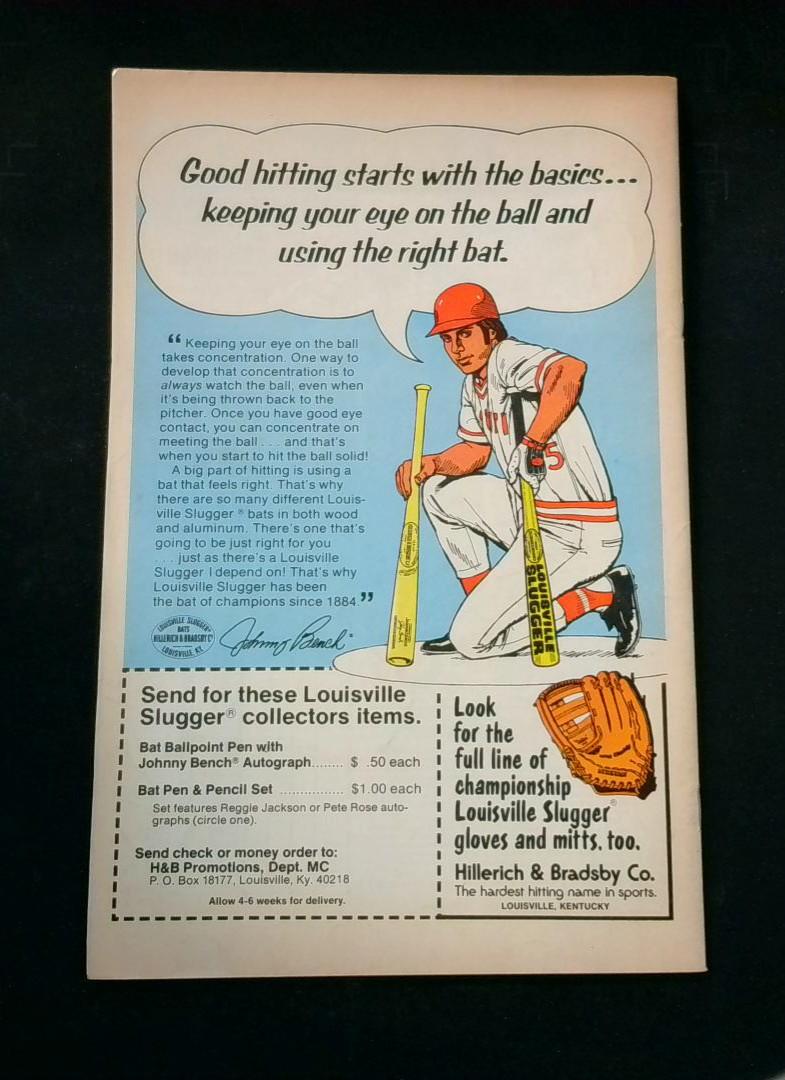 Good hitting starts with the basics...
keeping your eye on the ball and
using the right bat.
“ Keeping your eye on the ball
takes concentration. One way to
develop that concentration is to
always watch the ball, even when
it's being thrown back to the
pitcher. Once you have good eye
contact, you can concentrate on
meeting the ball . . . and that's
when you start to hit the ball solid!
A big part of hitting is using a
bat that feels right. That's why
there are so many different Louis-
ville Slugger ® bats in both wood
and aluminum. There's one that's
going to be just right for you
. . . just as there's a Louisville
Slugger I depend on! That's why
Louisville Slugger has been
the bat of champions since 1884.”
LOUISVILLE SLUGGER
BATS
HILLERICH & BRADSBY Cº
LOUISVILLE, KY.
Johnny Bench
5
LOUISVILLE
SLUGGER
Send for these Louisville
Slugger® collectors items.
Bat Ballpoint Pen with
Johnny Bench® Autograph........ $ .50 each
Bat Pen & Pencil Set ................ $1.00 each
Set features Reggie Jackson or Pete Rose auto-
graphs (circle one).
Send check or money order to:
H&B Promotions, Dept. MC
P. O. Box 18177, Louisville, Ky. 40218
Allow 4-6 weeks for delivery.
Look
for the
full line of
championship
Louisville Slugger®
gloves and mitts, too.
Hillerich & Bradsby Co.
The hardest hitting name in sports.
LOUISVILLE, KENTUCKY